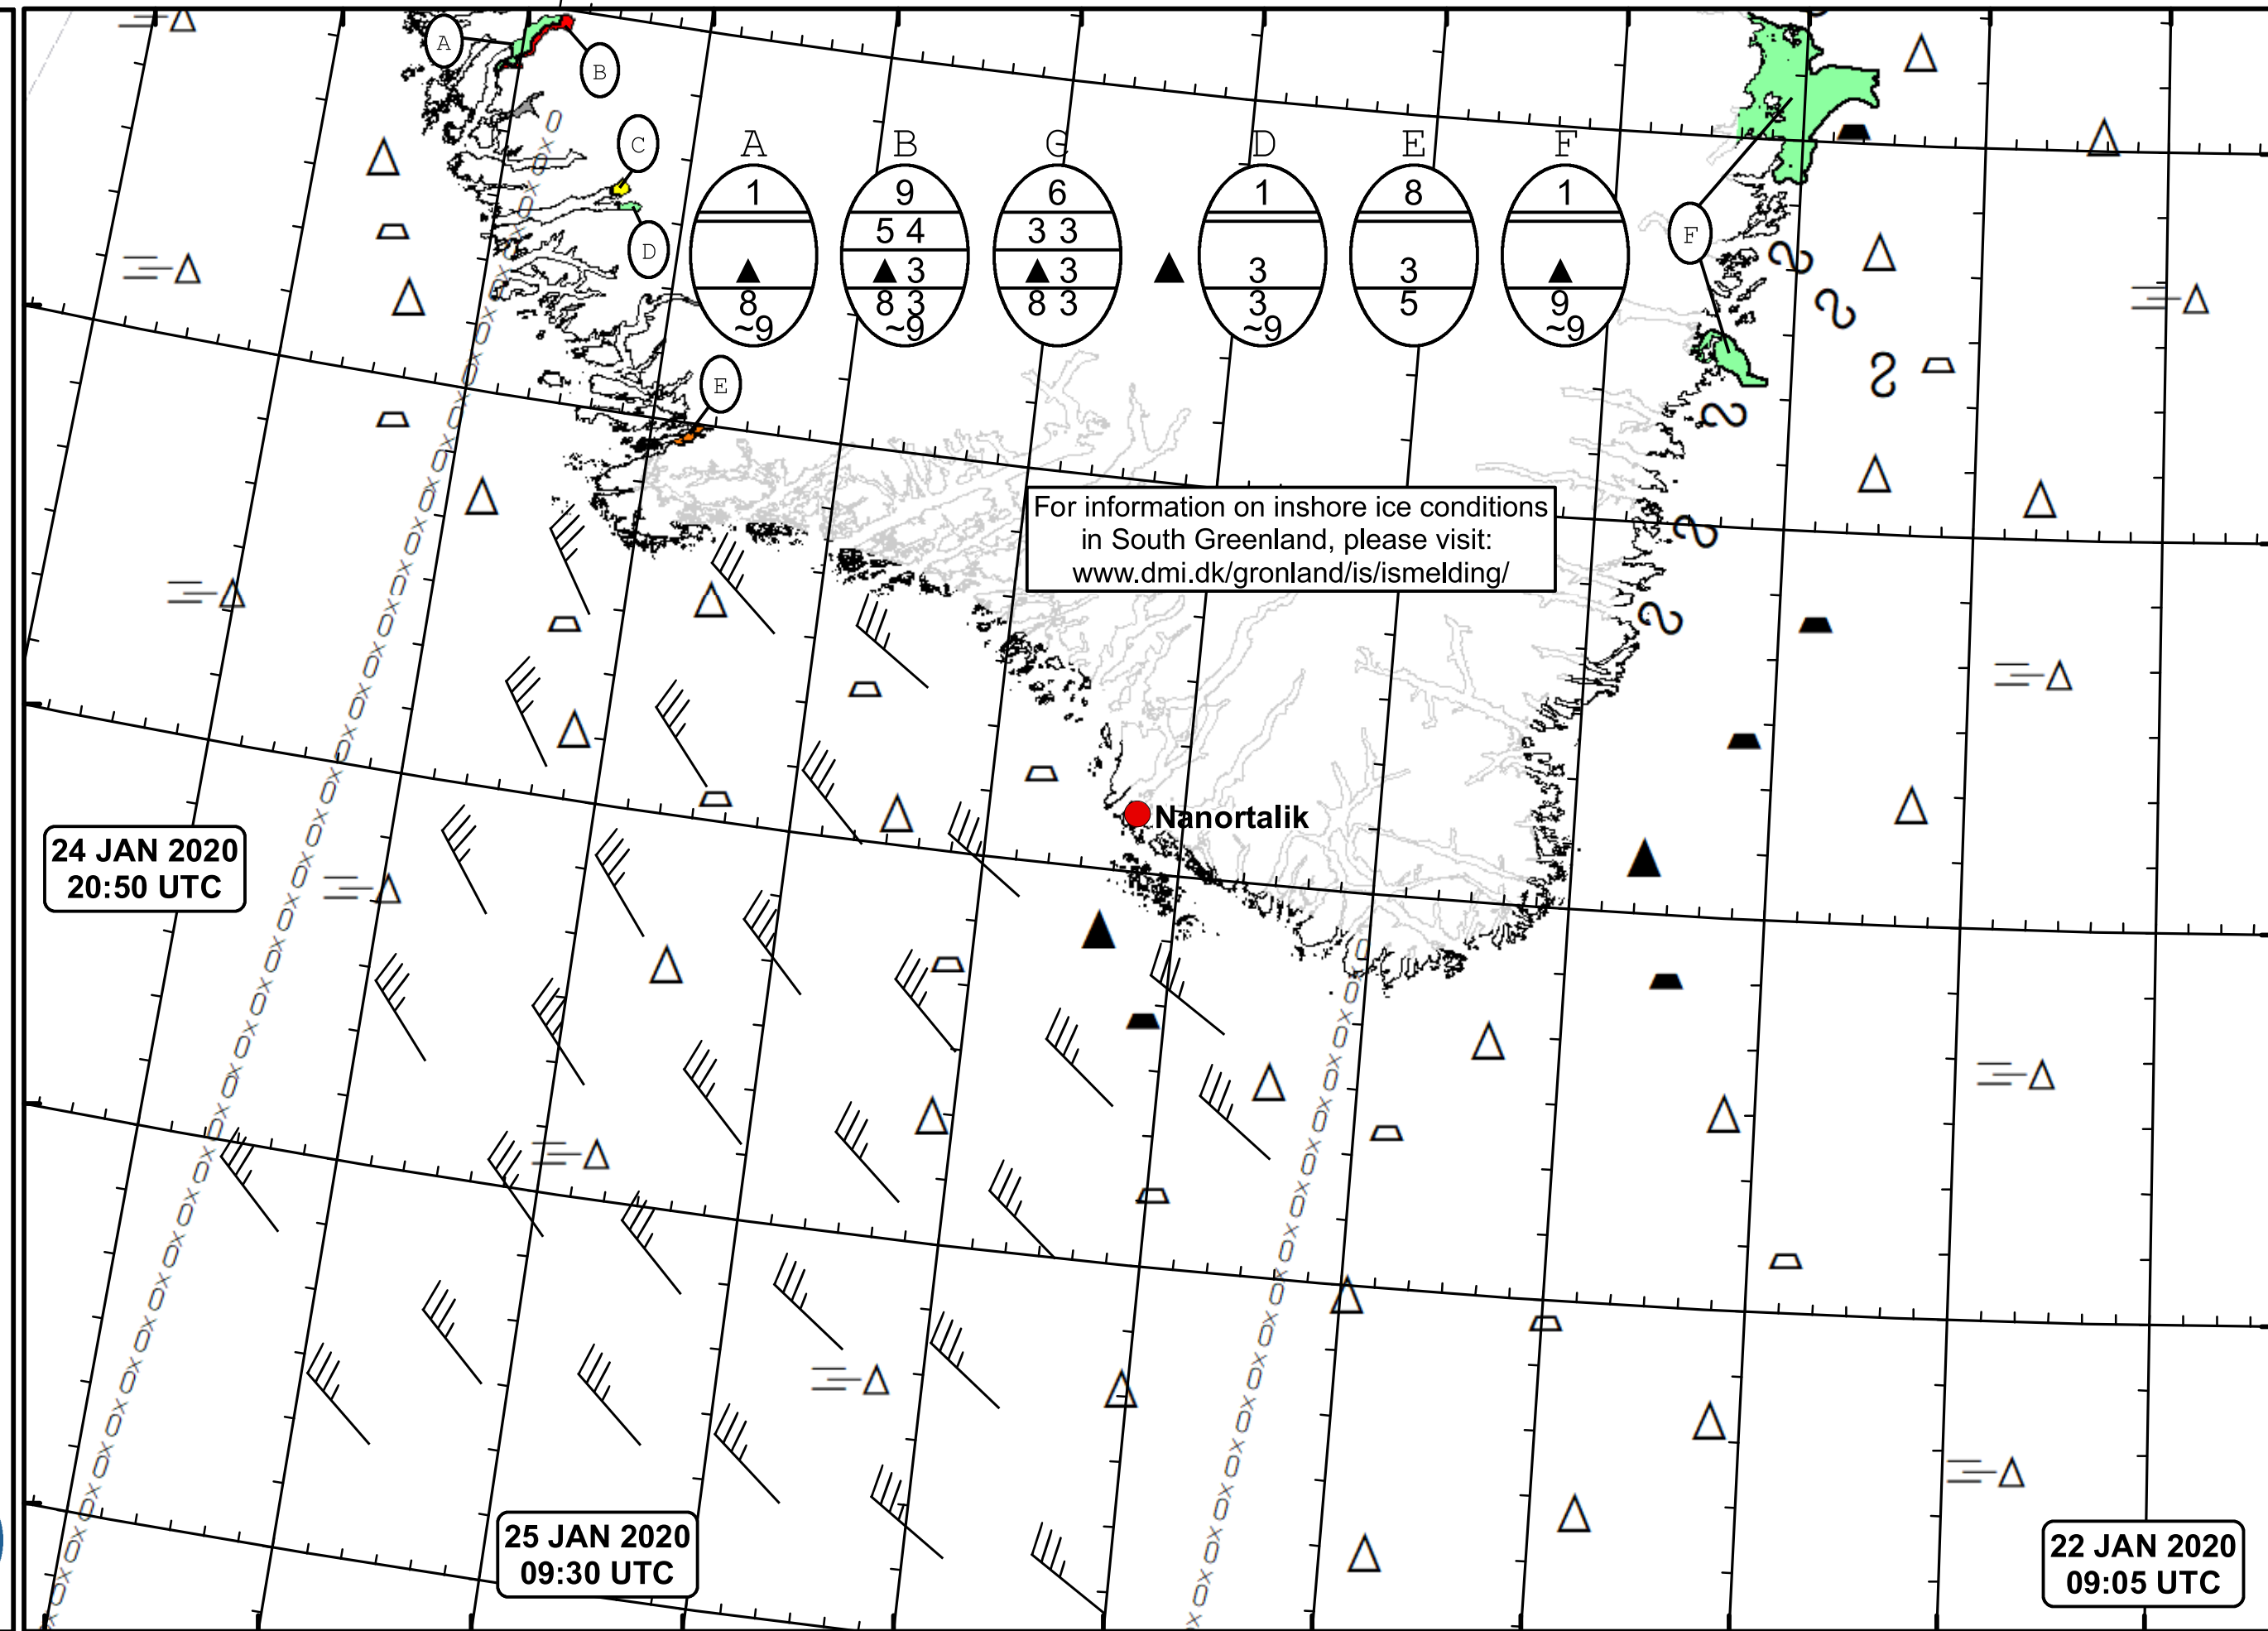 A
B
C
D
E
F
A B C D E F
1 9 6 1 8 1
5 4 3 3
▲ ▲ 3 ▲ 3 ▲ 3 3 ▲
8 8 3 8 3 3 5 9
~9 ~9 ~9 ~9
For information on inshore ice conditions
in South Greenland, please visit:
www.dmi.dk/gronland/is/ismelding/
Nanortalik
24 JAN 2020
20:50 UTC
25 JAN 2020
09:30 UTC
22 JAN 2020
09:05 UTC